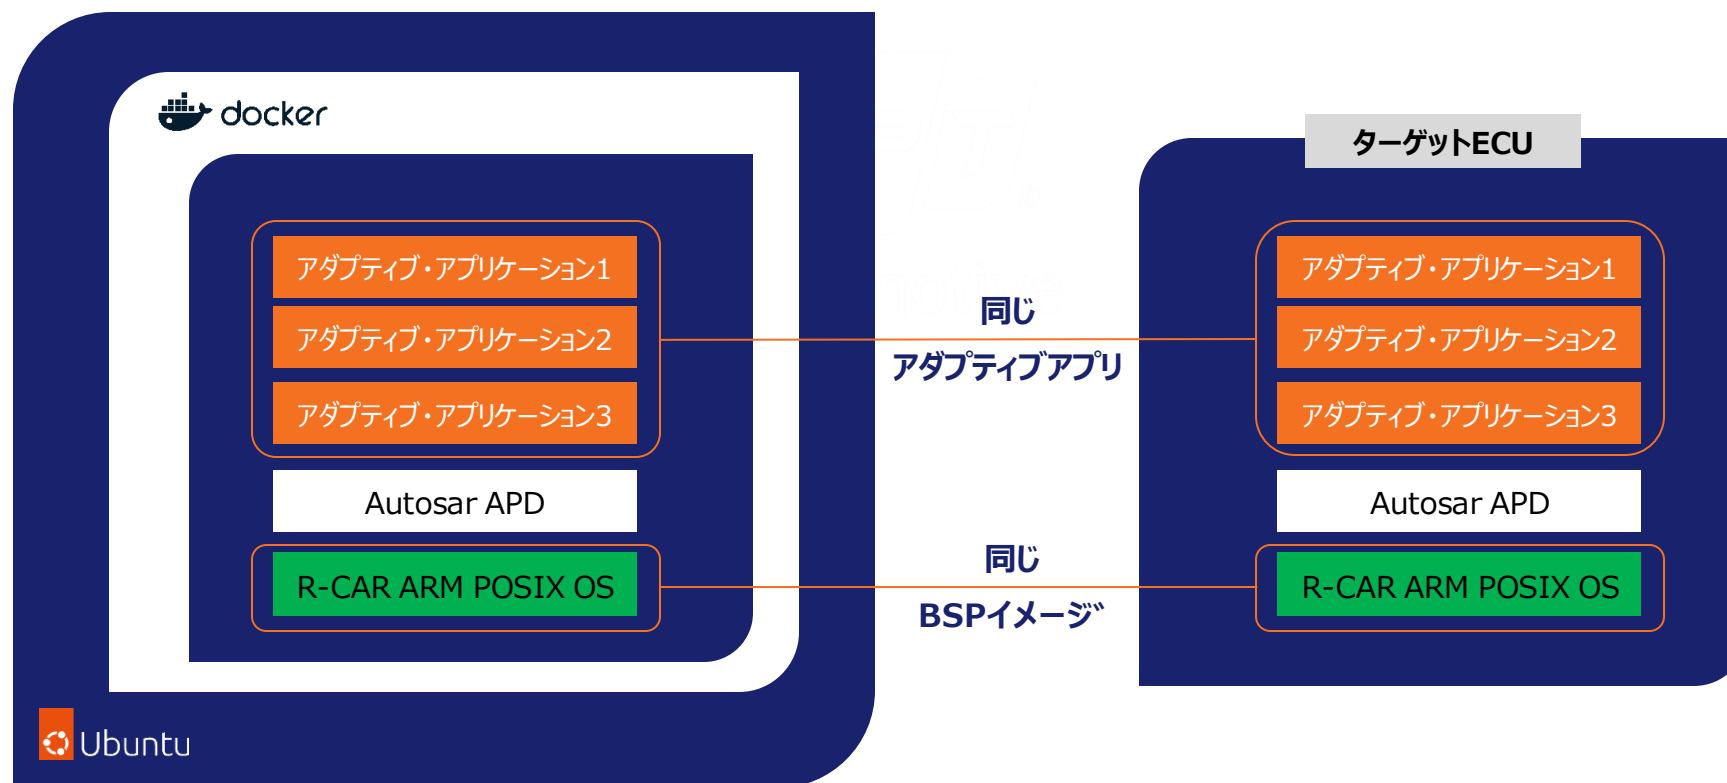 docker
アダプティブ・アプリケーション1
アダプティブ・アプリケーション2
アダプティブ・アプリケーション3
Autosar APD
R-CAR ARM POSIX OS
Ubuntu
同じ
アダプティブアプリ
同じ
BSPイメージ
ターゲットECU
アダプティブ・アプリケーション1
アダプティブ・アプリケーション2
アダプティブ・アプリケーション3
Autosar APD
R-CAR ARM POSIX OS